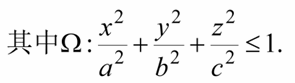 其中Ω: x²/a² + y²/b² + z²/c² ≤ 1.